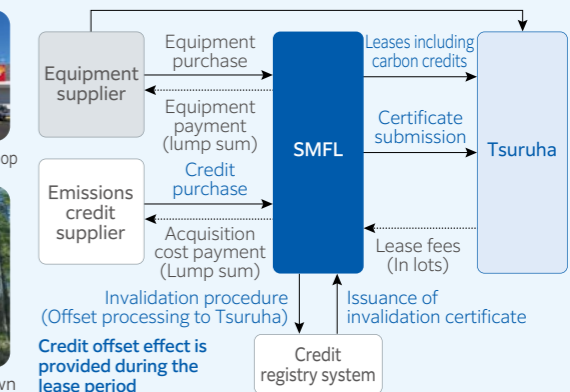 Equipment
supplier
Equipment
purchase
Equipment
payment
(lump sum)
SMFL
Leases including
carbon credits
Certificate
submission
Tsuruha
Emissions
credit
supplier
Credit
purchase
Acquisition
cost payment
(Lump sum)
Lease fees
(In lots)
Invalidation procedure
(Offset processing to Tsuruha)
Issuance of
invalidation certificate
Credit offset effect is
provided during the
lease period
Credit
registry system